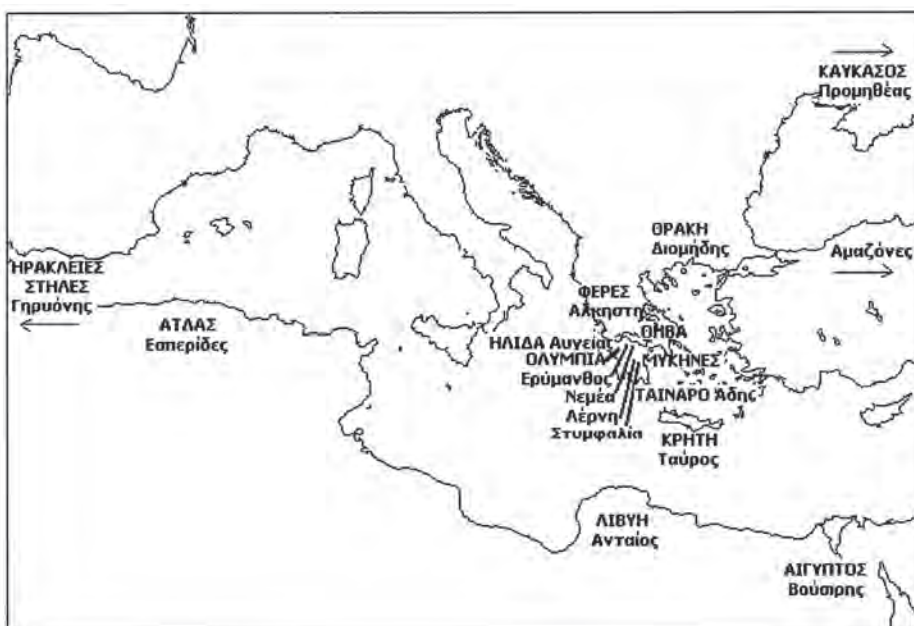 ΚΑΥΚΑΣΟΣ
Προμηθέας
ΘΡΑΚΗ
Διομήδης
Αμαζόνες
ΗΡΑΚΛΕΙΕΣ
ΣΤΗΛΕΣ
Γηρυόνης
ΦΕΡΕΣ
Άλκηστη
ΑΤΛΑΣ
Εσπερίδες
ΘΗΒΑ
ΗΛΙΔΑ Αυγείας
ΟΛΥΜΠΙΑ
ΜΥΚΗΝΕΣ
Ερύμανθος
Νεμέα
ΤΑΙΝΑΡΟ Άδης
Λέρνη
Στυμφαλία
ΚΡΗΤΗ
Ταύρος
ΛΙΒΥΗ
Ανταίος
ΑΙΓΥΠΤΟΣ
Βούσιρης